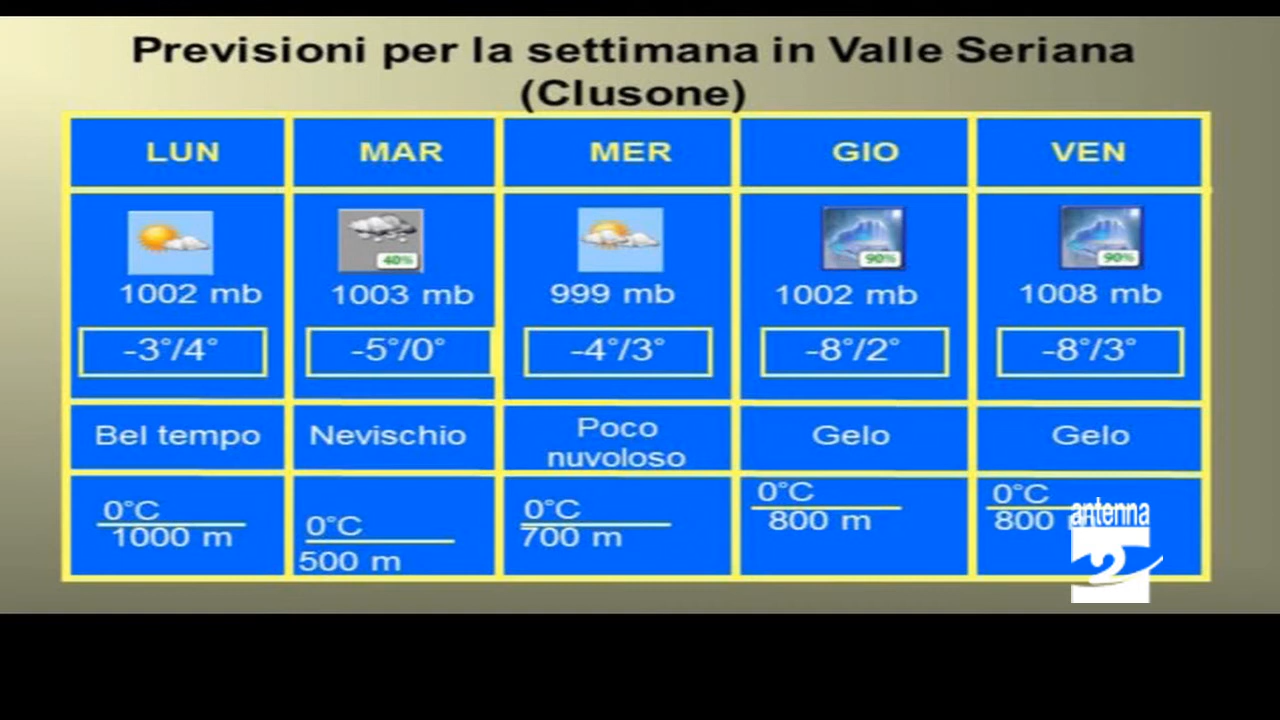 Previsioni per la settimana in Valle Seriana
(Clusone)
LUN MAR MER GIO VEN
40% 90% 90%
1002 mb 1003 mb 999 mb 1002 mb 1008 mb
-3°/4° -5°/0° -4°/3° -8°/2° -8°/3°
Bel tempo Nevischio Poco nuvoloso Gelo Gelo
0°C 0°C 0°C 0°C 0°C
1000 m 500 m 700 m 800 m 800
antenna
2